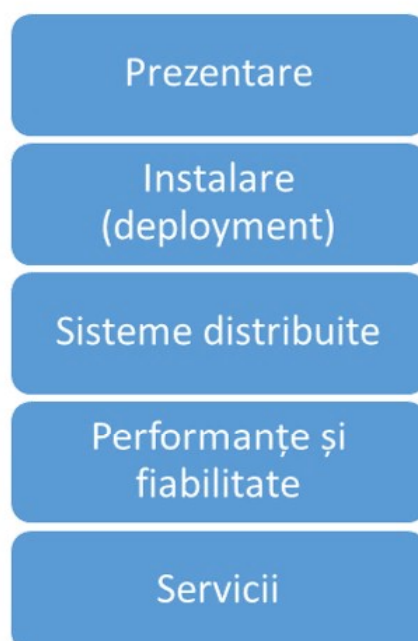 Prezentare
Instalare
(deployment)
Sisteme distribuite
Performanțe și
fiabilitate
Servicii